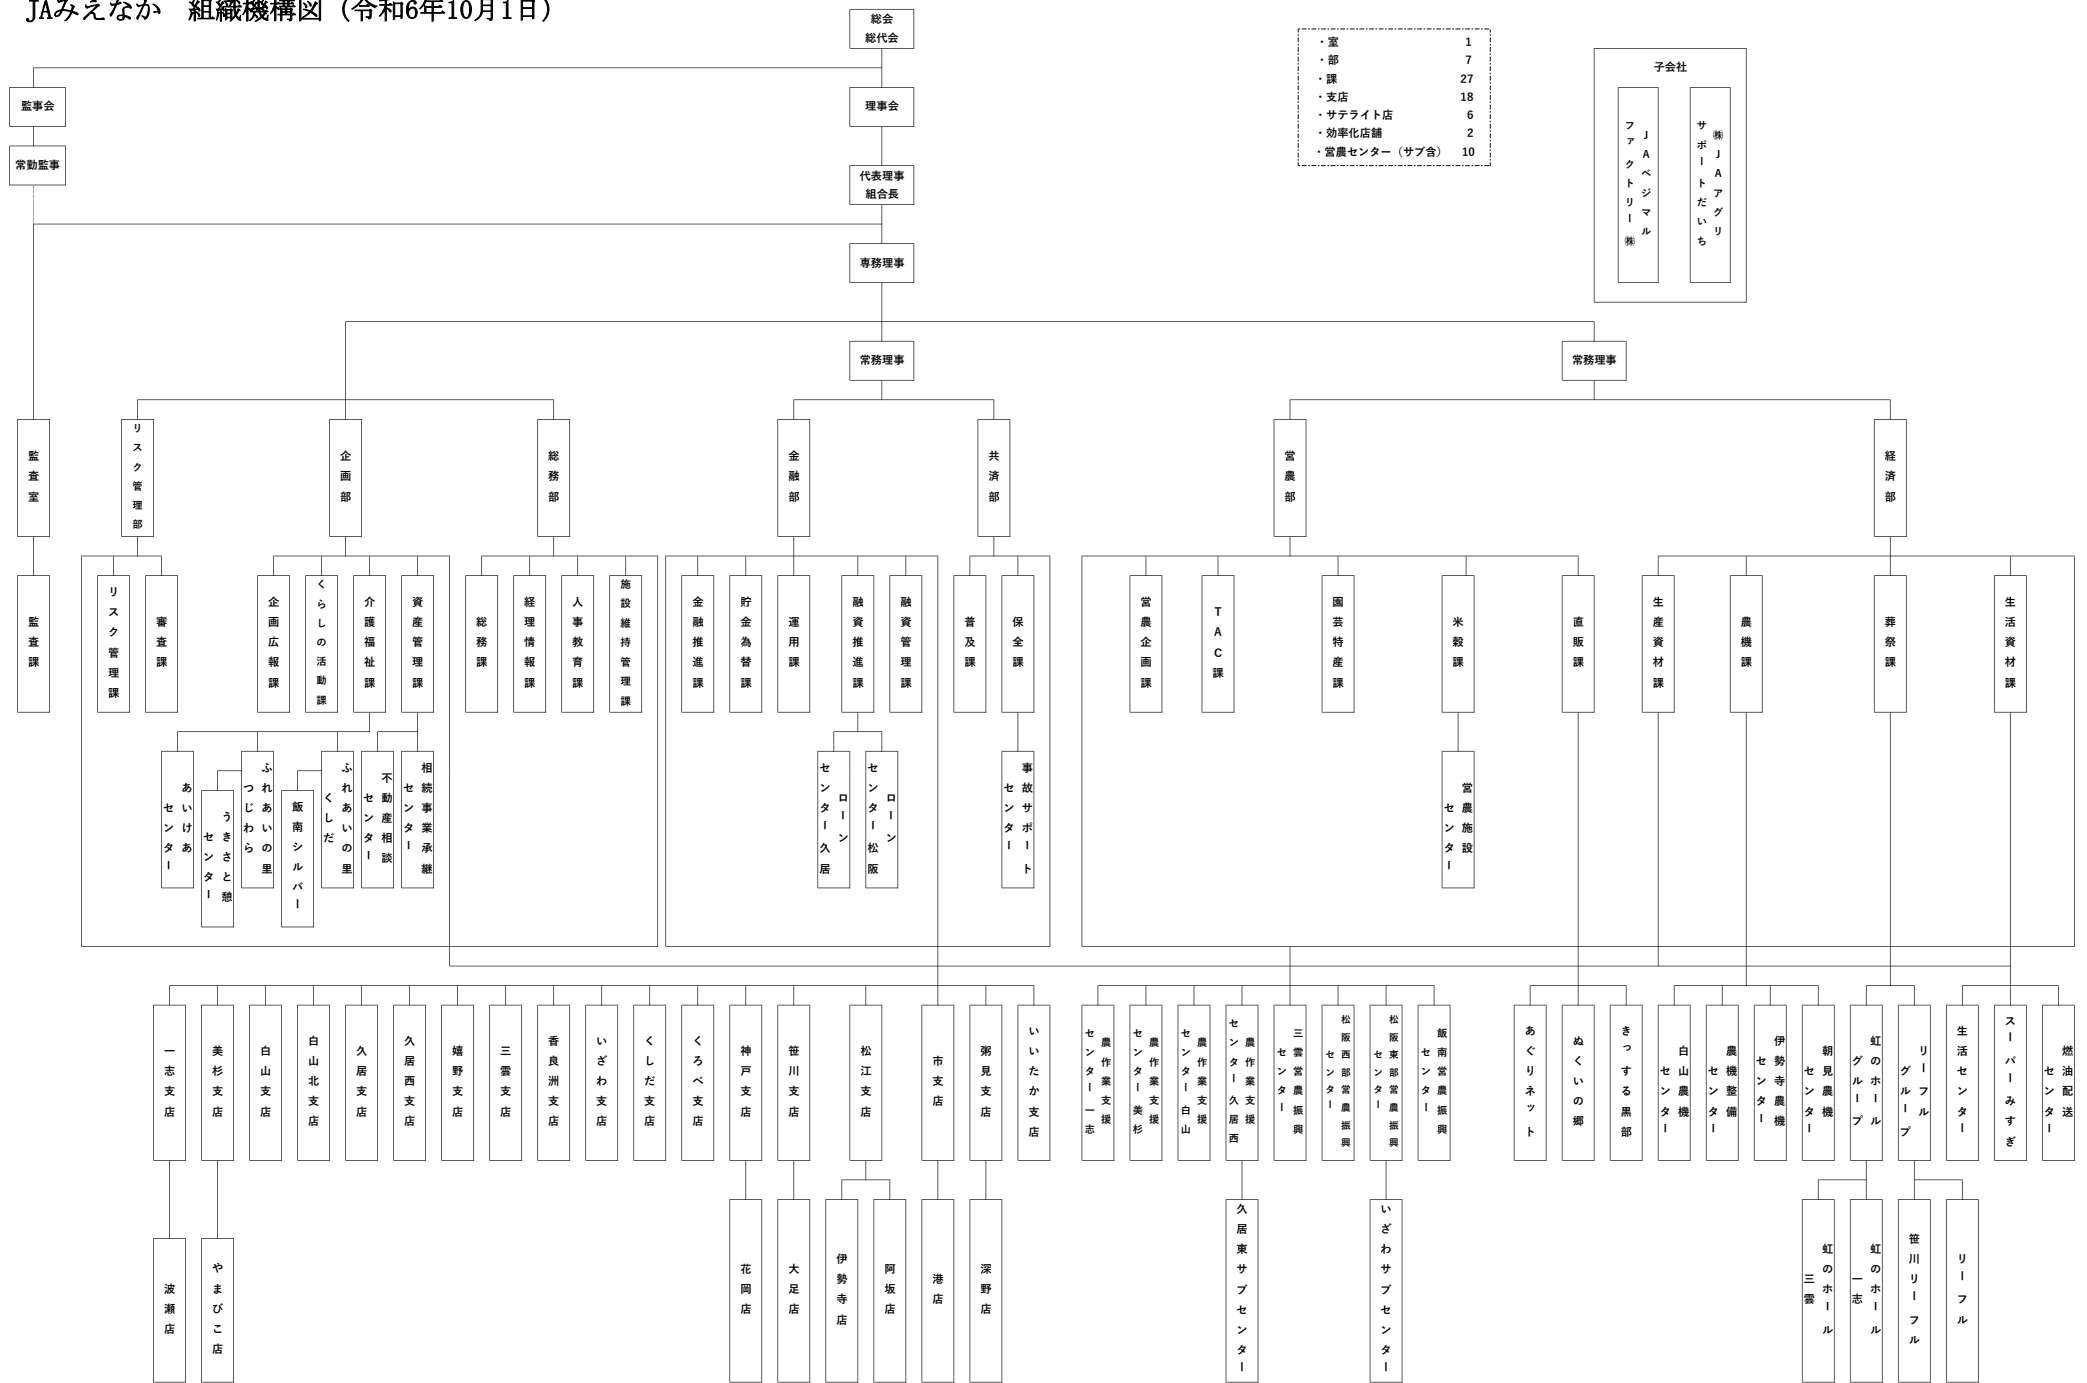 JAみえなか 組織機構図（令和6年10月1日）
総会
総代会
・室 1
・部 7
・課 27
・支店 18
・サテライト店 6
・効率化店舗 2
・営農センター（サブ含） 10
子会社
JAベジマル
ファクトリー㈱
㈱JAアグリ
サポートだいち
監事会
理事会
常勤監事
代表理事
組合長
専務理事
常務理事
常務理事
監査室
リスク管理部
企画部
総務部
金融部
共済部
営農部
経済部
監査課
リスク管理課
審査課
企画広報課
くらしの活動課
介護福祉課
資産管理課
総務課
経理情報課
人事教育課
施設維持管理課
金融推進課
貯金為替課
運用課
融資推進課
融資管理課
普及課
保全課
営農企画課
TAC課
園芸特産課
米穀課
直販課
生産資材課
農機課
葬祭課
生活資材課
あいけあ
センター
うきさと憩
センター
ふれあいの里
つじわら
飯南シルバー
ふれあいの里
くしだ
不動産相談
センター
相続事業承継
センター
ローン
センター久居
ローン
センター松阪
事故サポート
センター
営農施設
センター
一志支店
美杉支店
白山支店
白山北支店
久居支店
久居西支店
嬉野支店
三雲支店
香良洲支店
いざわ支店
くしだ支店
くろべ支店
神戸支店
笹川支店
松江支店
市支店
粥見支店
いいたか支店
農作業支援
センター一志
農作業支援
センター美杉
農作業支援
センター白山
農作業支援
センター久居西
三雲営農振興
センター
松阪西部営農振興
センター
松阪東部営農振興
センター
飯南営農振興
センター
あぐりネット
ぬくいの郷
きっする黒部
白山農機
センター
農機整備
センター
伊勢寺農機
センター
朝見農機
センター
虹のホール
グループ
リーフル
グループ
生活センター
スーパーみすぎ
燃油配送
センター
波瀬店
やまびこ店
花岡店
大足店
伊勢寺店
阿坂店
港店
深野店
久居東サブセンター
いざわサブセンター
虹のホール
三雲
虹のホール
一志
笹川リーフル
リーフル